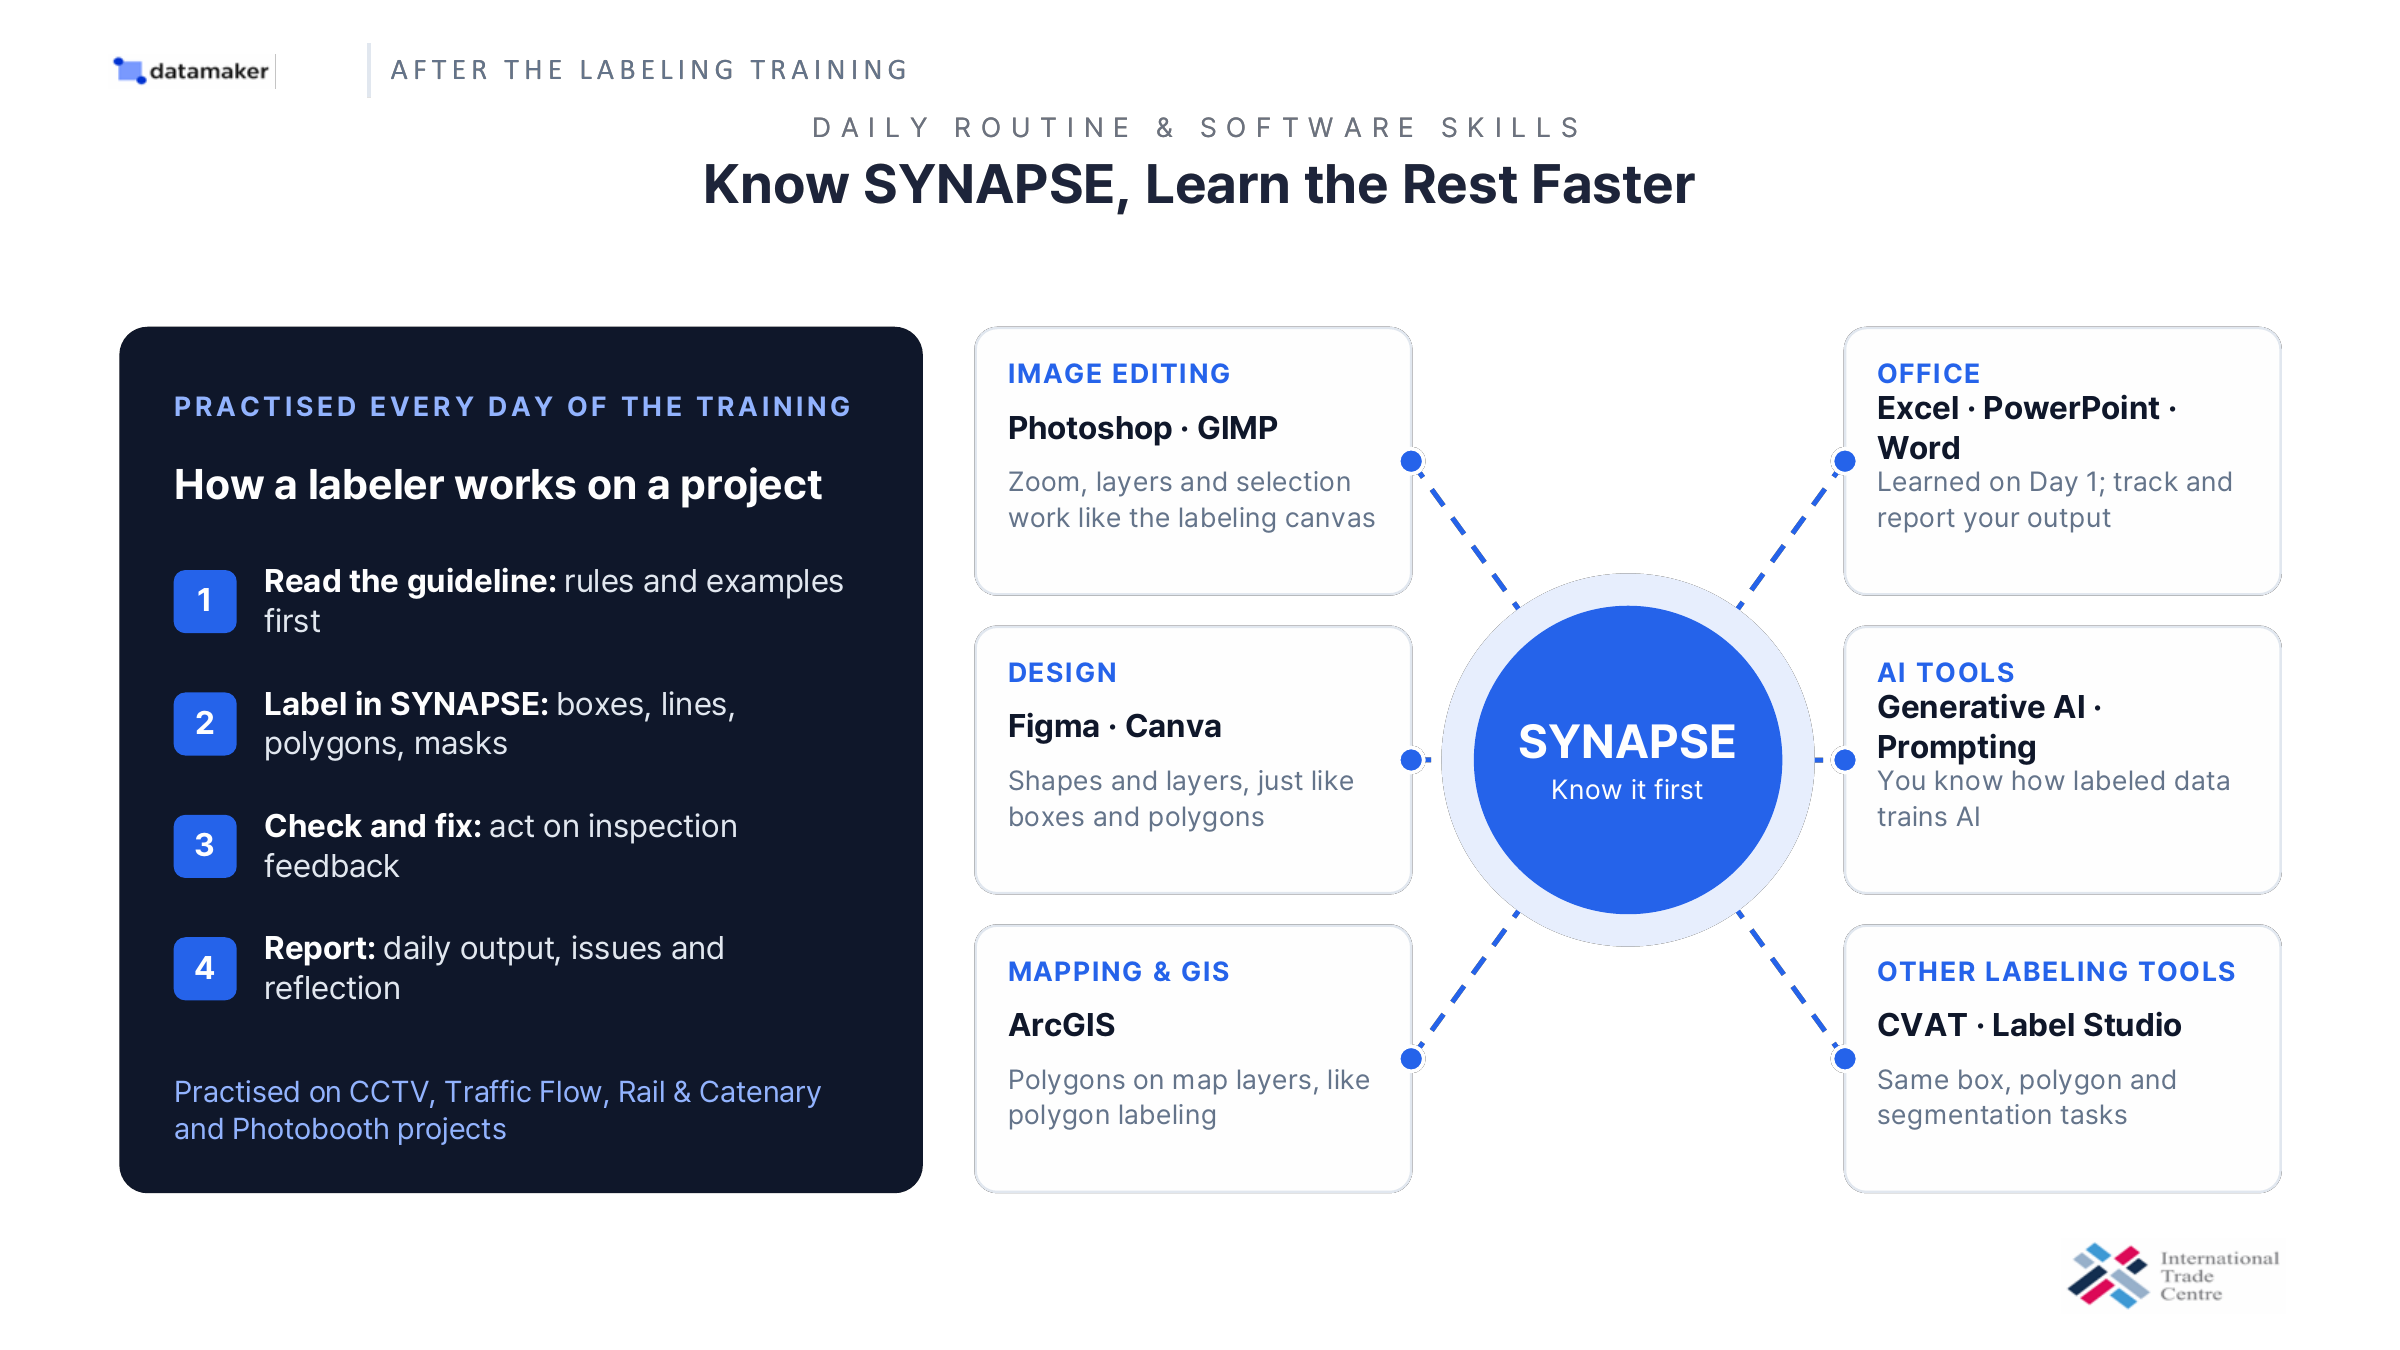 datamaker
AFTER THE LABELING TRAINING
DAILY ROUTINE & SOFTWARE SKILLS
Know SYNAPSE, Learn the Rest Faster
PRACTISED EVERY DAY OF THE TRAINING
How a labeler works on a project
1
Read the guideline: rules and examples
first
2
Label in SYNAPSE: boxes, lines,
polygons, masks
3
Check and fix: act on inspection
feedback
4
Report: daily output, issues and
reflection
Practised on CCTV, Traffic Flow, Rail & Catenary
and Photobooth projects
IMAGE EDITING
Photoshop · GIMP
Zoom, layers and selection
work like the labeling canvas
DESIGN
Figma · Canva
Shapes and layers, just like
boxes and polygons
MAPPING & GIS
ArcGIS
Polygons on map layers, like
polygon labeling
SYNAPSE
Know it first
OFFICE
Excel · PowerPoint ·
Word
Learned on Day 1; track and
report your output
AI TOOLS
Generative AI ·
Prompting
You know how labeled data
trains AI
OTHER LABELING TOOLS
CVAT · Label Studio
Same box, polygon and
segmentation tasks
International
Trade
Centre